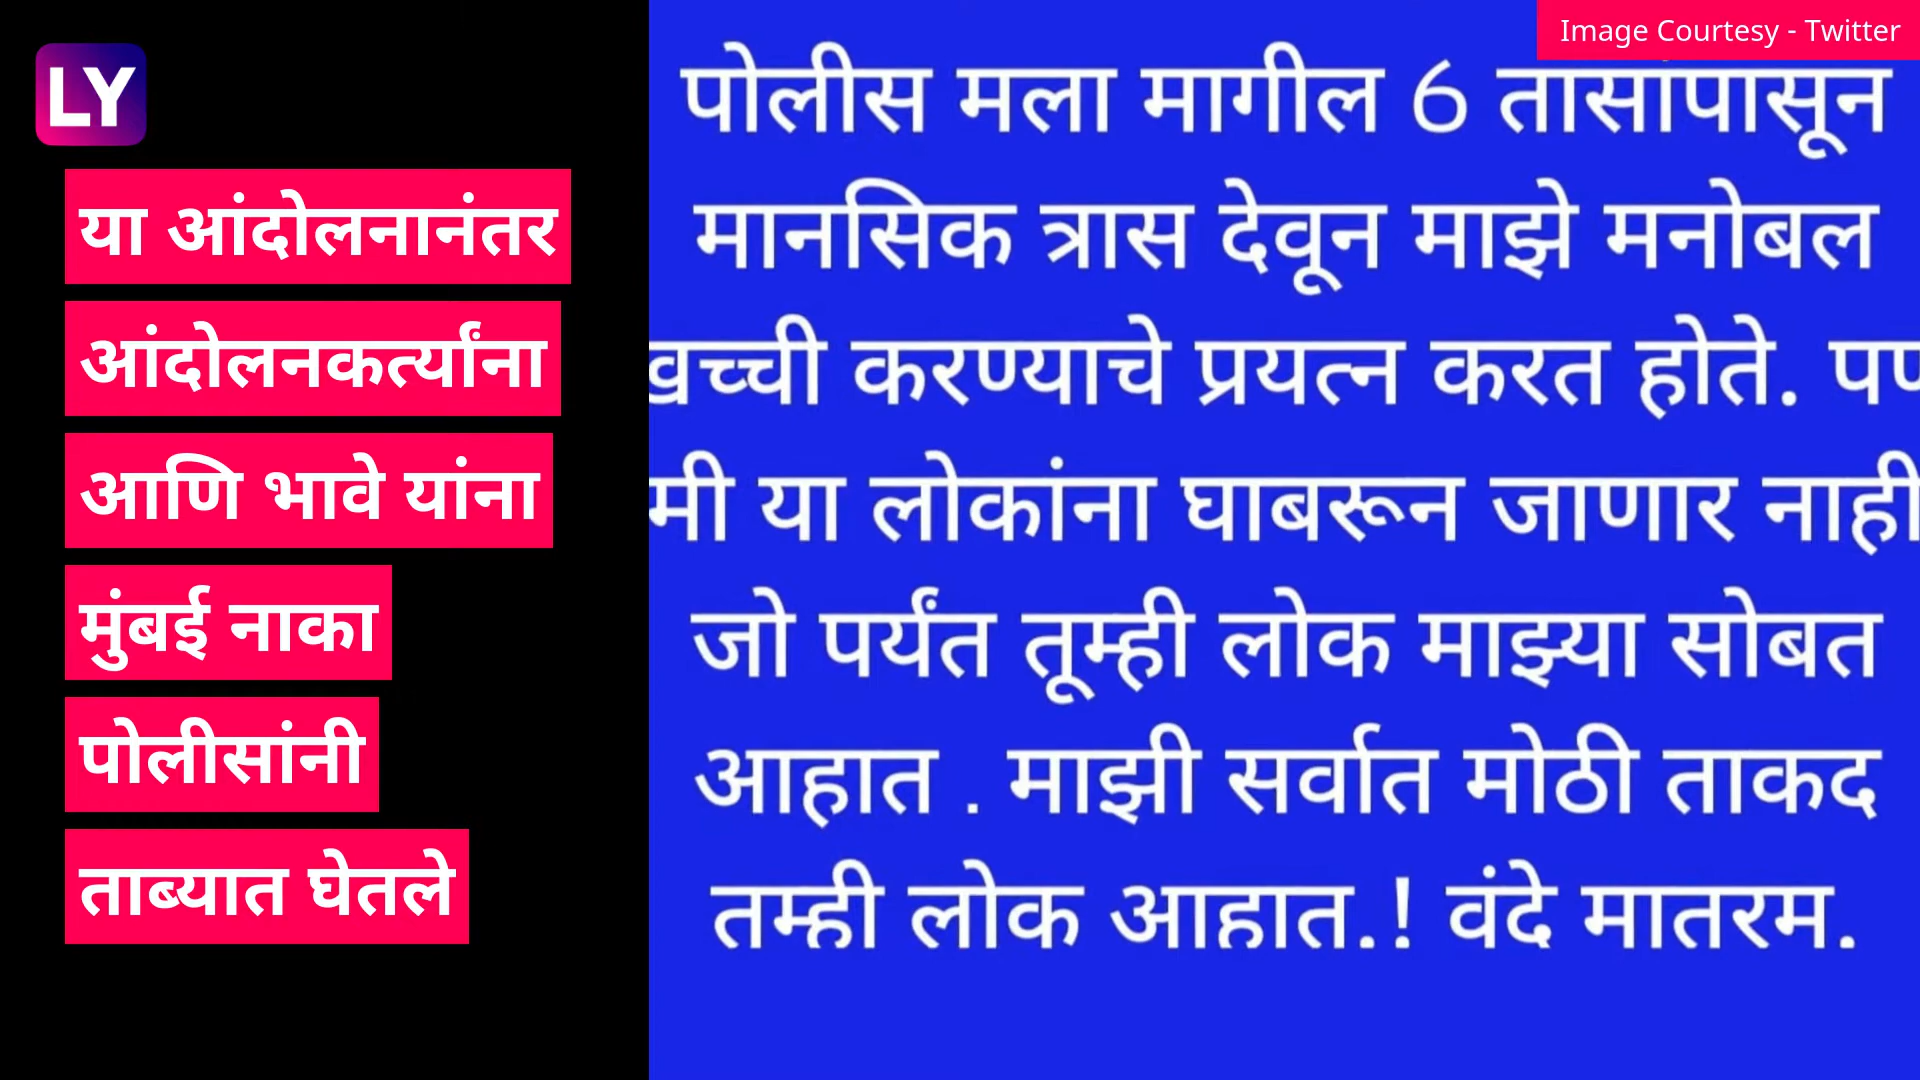 LY
या आंदोलनानंतर
आंदोलनकर्त्यांना
आणि भावे यांना
मुंबई नाका
पोलीसांनी
ताब्यात घेतले
Image Courtesy - Twitter
पोलीस मला मागील 6 तासांपासून
मानसिक त्रास देवून माझे मनोबल
खच्ची करण्याचे प्रयत्न करत होते. पण
मी या लोकांना घाबरून जाणार नाही
जो पर्यंत तूम्ही लोक माझ्या सोबत
आहात . माझी सर्वात मोठी ताकद
तुम्ही लोक आहात.! वंदे मातरम.